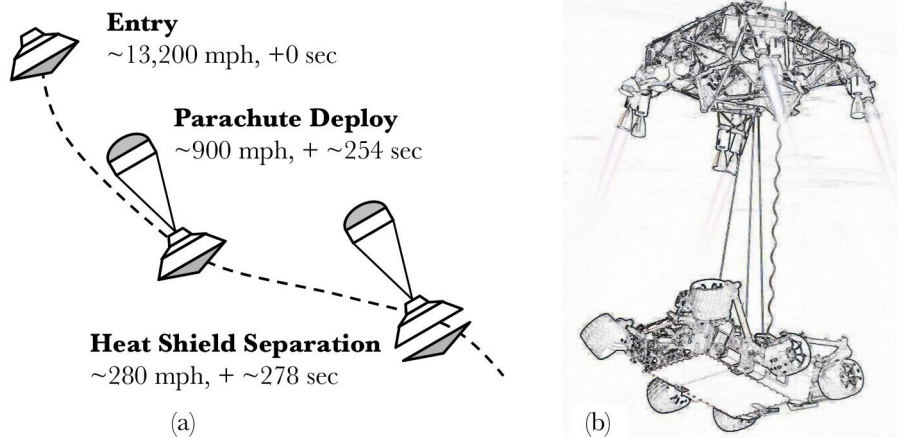 Entry
~13,200 mph, +0 sec
Parachute Deploy
~900 mph, + ~254 sec
Heat Shield Separation
~280 mph, + ~278 sec
(a)
(b)